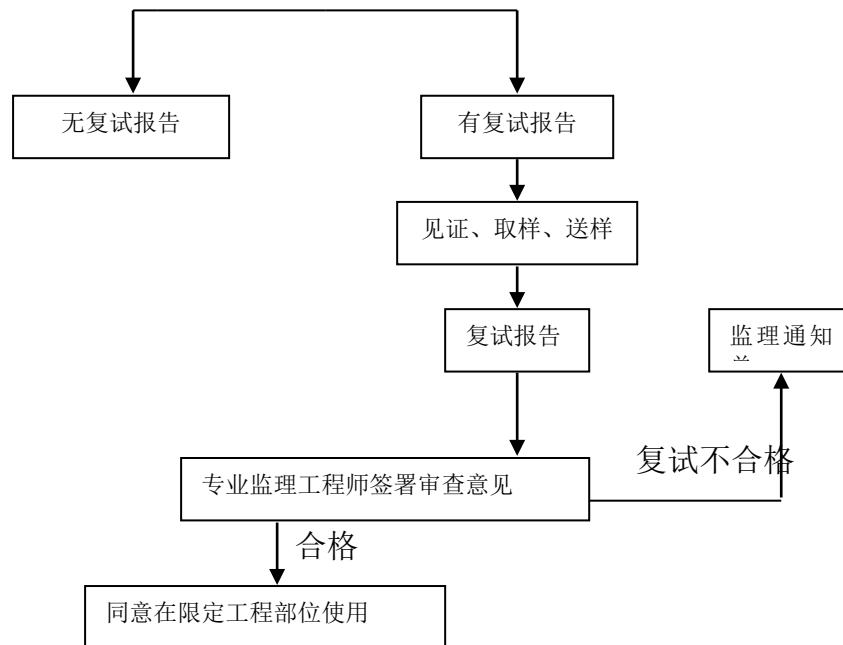 无复试报告
有复试报告
见证、取样、送样
复试报告
监理通知
复试不合格
专业监理工程师签署审查意见
合格
同意在限定工程部位使用